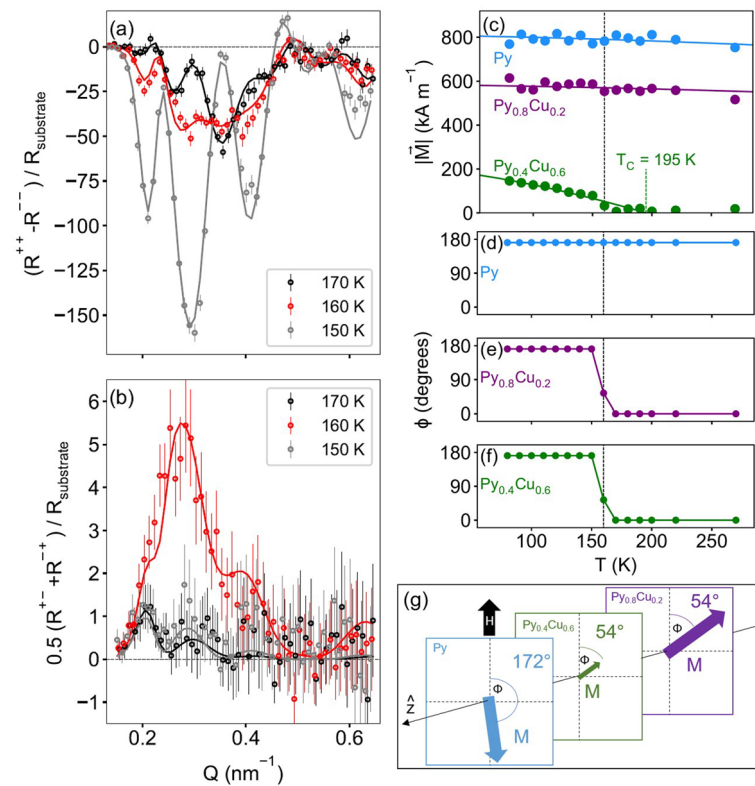 (a)
0
−25
−50
−75
−100
−125
−150
(R⁺⁺ -R⁻⁻) / R_substrate
170 K
160 K
150 K
(b)
6
5
4
3
2
1
0
−1
0.5 (R⁺⁻ +R⁻⁺) / R_substrate
170 K
160 K
150 K
0.2
0.4
0.6
Q (nm⁻¹)
(c)
800
600
400
200
0
|M⃗| (kA m⁻¹)
Py
Py₀.₈Cu₀.₂
Py₀.₄Cu₀.₆
T_C = 195 K
(d)
180
90
0
Py
(e)
180
90
0
Py₀.₈Cu₀.₂
ϕ (degrees)
(f)
180
90
0
Py₀.₄Cu₀.₆
100
150
200
250
T (K)
(g)
H
ẑ
Py
172°
Φ
M
Py₀.₄Cu₀.₆
54°
Φ
M
Py₀.₈Cu₀.₂
54°
Φ
M